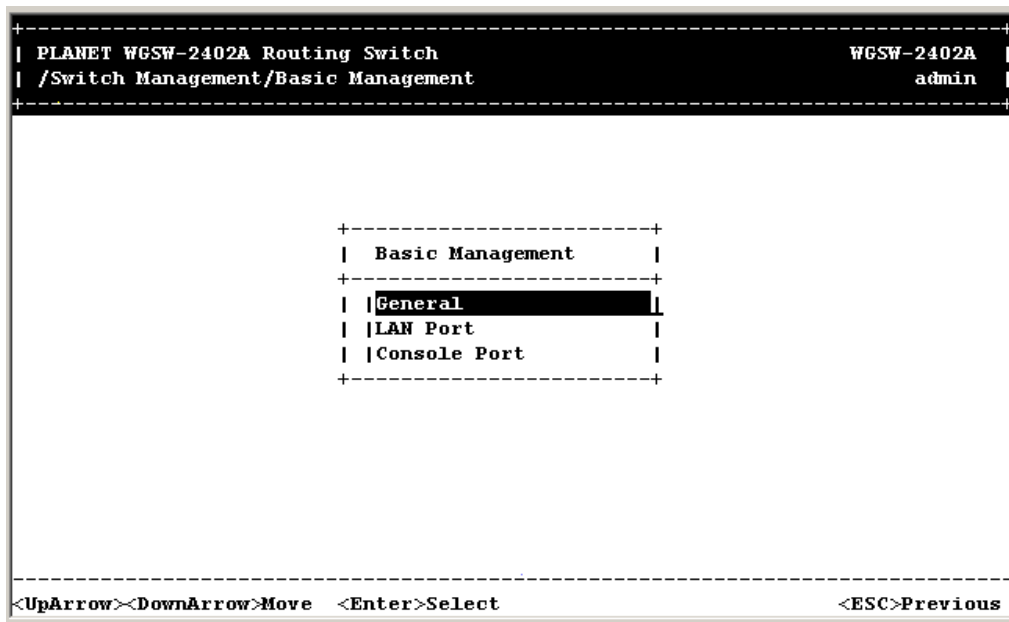 PLANET WGSW-2402A Routing Switch WGSW-2402A
/Switch Management/Basic Management admin
Basic Management
General
LAN Port
Console Port
<UpArrow><DownArrow>Move <Enter>Select <ESC>Previous